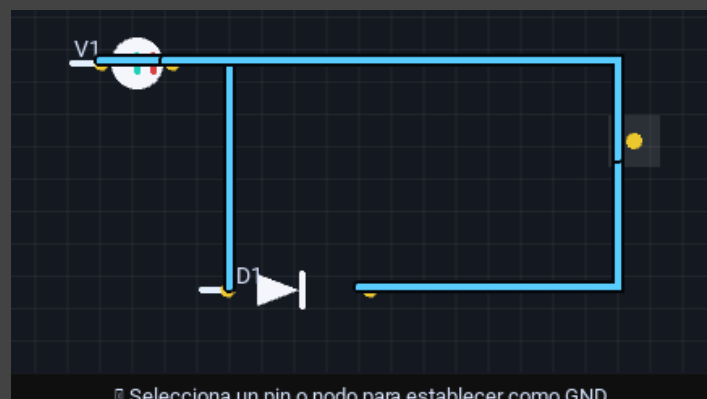 V1
D1
Selecciona un pin o nodo para establecer como GND